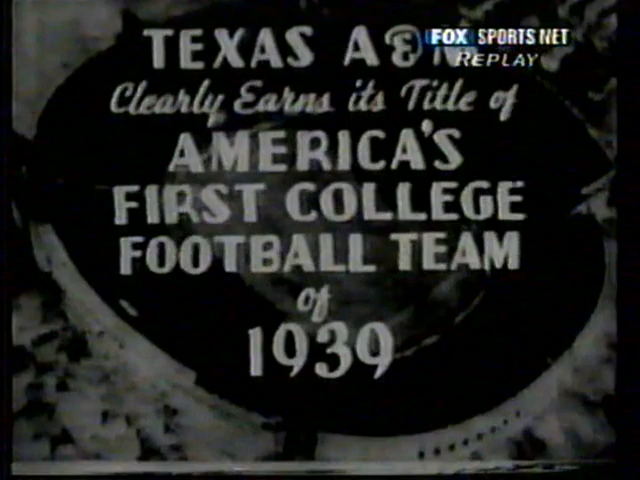 TEXAS A&M
FOX SPORTS NET
REPLAY
Clearly Earns its Title of
AMERICA'S
FIRST COLLEGE
FOOTBALL TEAM
of
1939